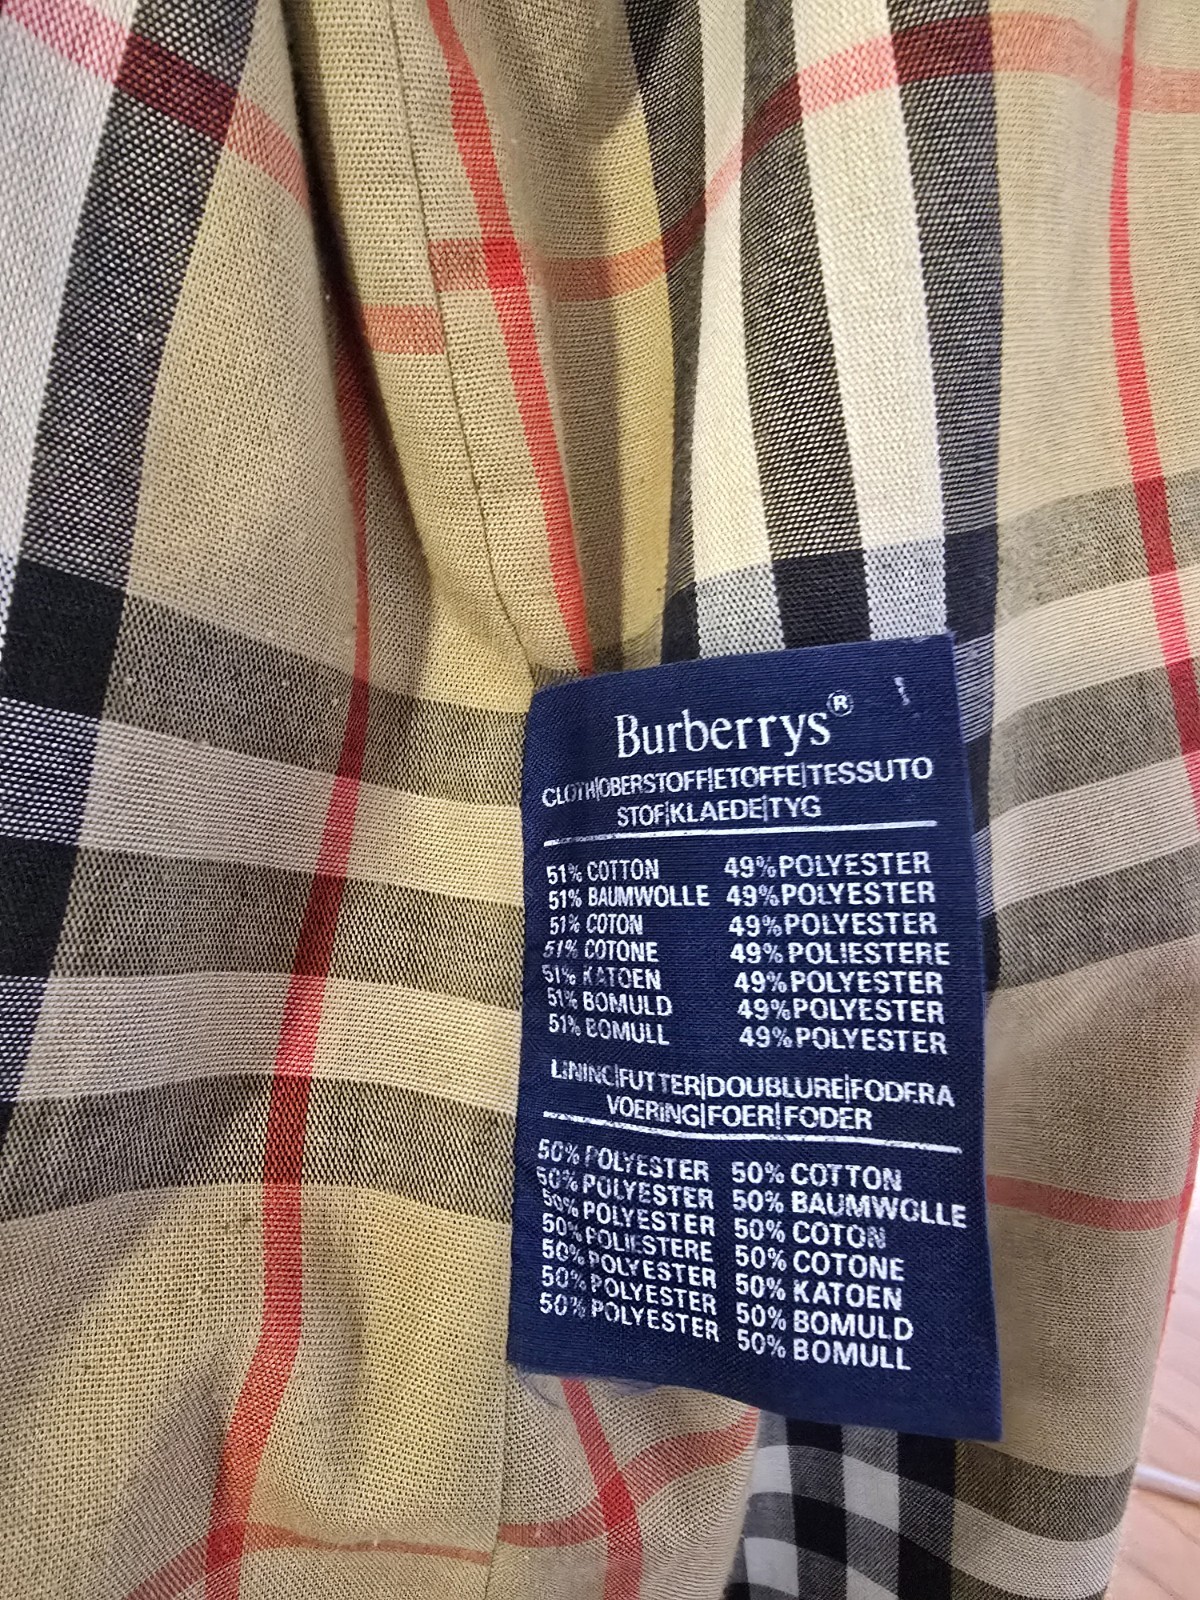 Burberrys®
CLOTH|OBERSTOFF|ETOFFE|TESSUTO
STOF|KLAEDE|TYG
51% COTTON 49% POLYESTER
51% BAUMWOLLE 49% POLYESTER
51% COTON 49% POLYESTER
51% COTONE 49% POLIESTERE
51% KATOEN 49% POLYESTER
51% BOMULD 49% POLYESTER
51% BOMULL 49% POLYESTER
LINING|FUTTER|DOUBLURE|FODERA
VOERING|FOER|FODER
50% POLYESTER 50% COTTON
50% POLYESTER 50% BAUMWOLLE
50% POLYESTER 50% COTON
50% POLIESTERE 50% COTONE
50% POLYESTER 50% KATOEN
50% POLYESTER 50% BOMULD
50% POLYESTER 50% BOMULL